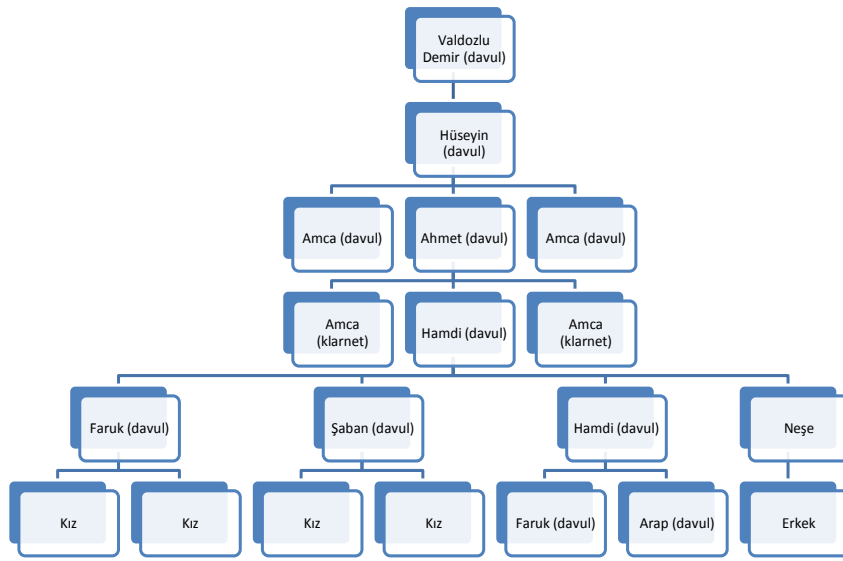 Valdozlu
Demir (davul)
Hüseyin
(davul)
Amca (davul)
Ahmet (davul)
Amca (davul)
Amca
(klarnet)
Hamdi (davul)
Amca
(klarnet)
Faruk (davul)
Şaban (davul)
Hamdi (davul)
Neşe
Kız
Kız
Kız
Kız
Faruk (davul)
Arap (davul)
Erkek